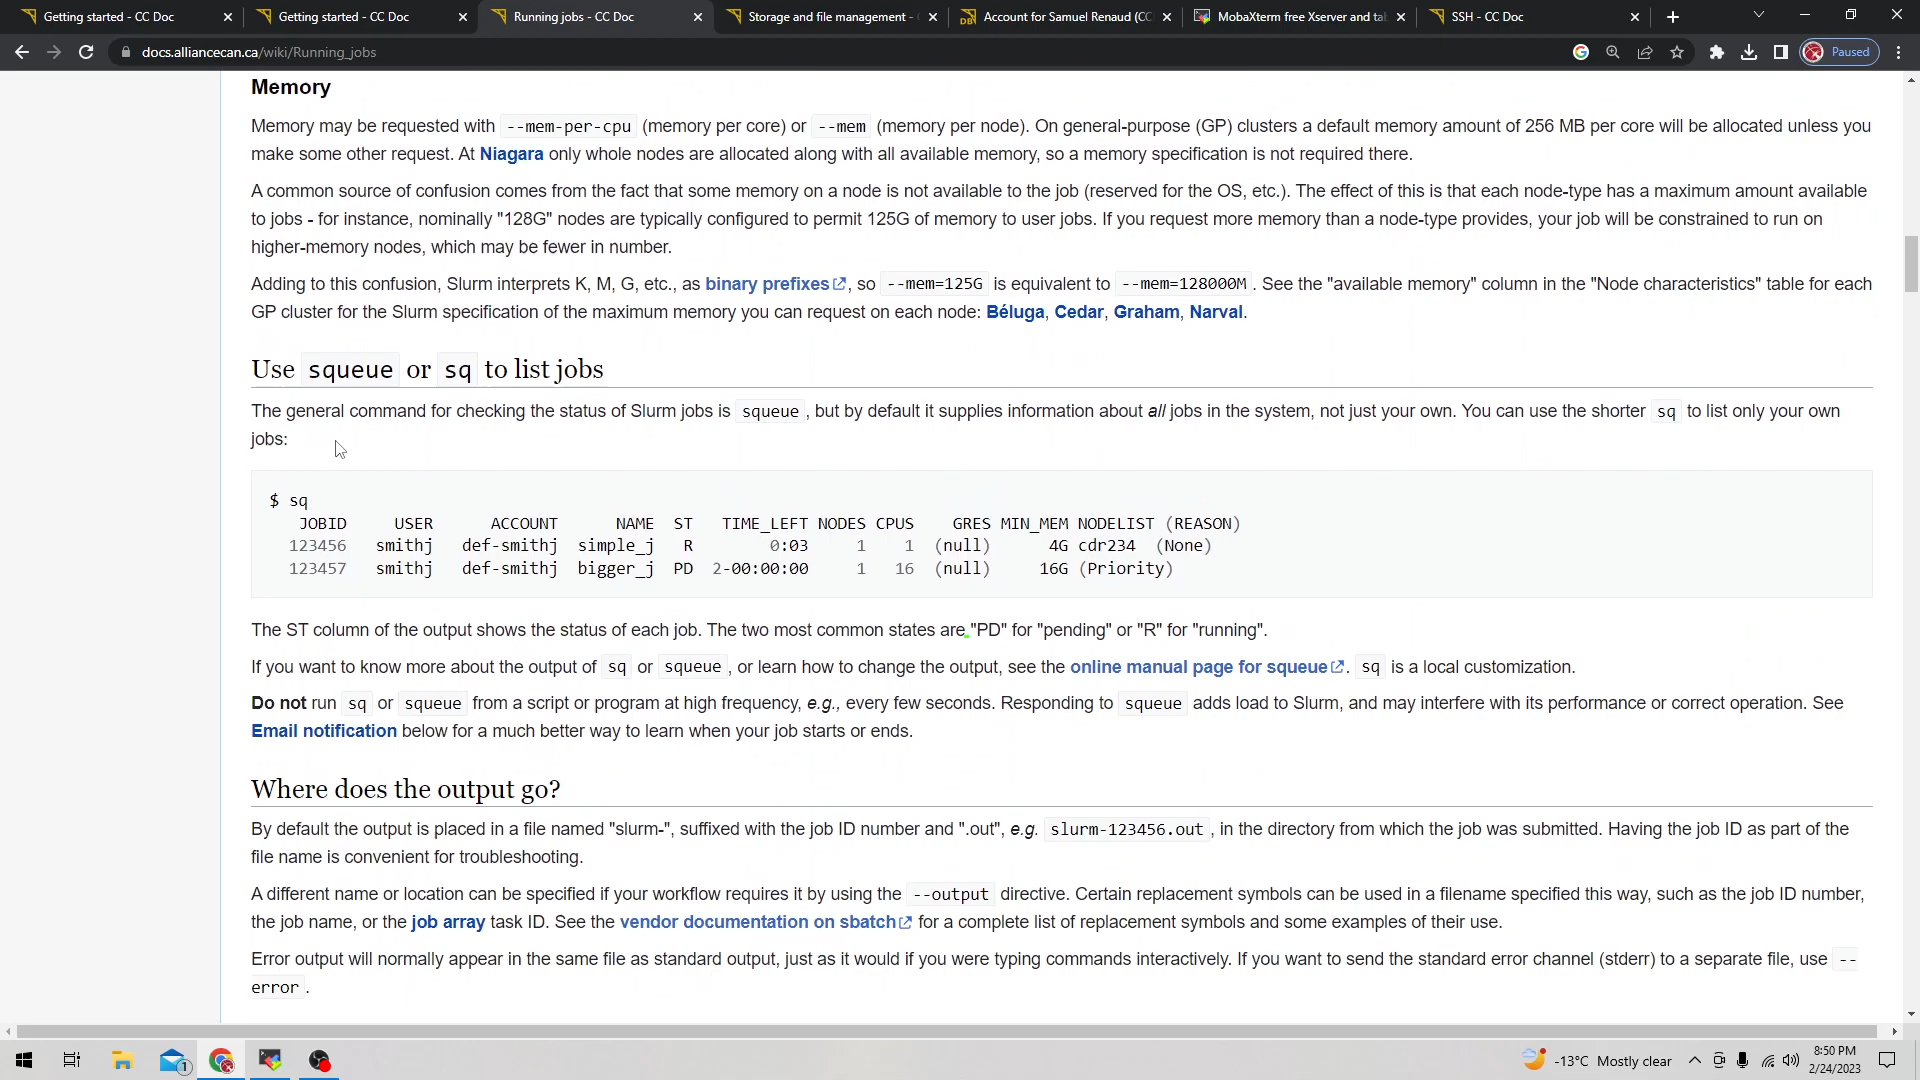 Getting started - CC Doc
Getting started - CC Doc
Running jobs - CC Doc
Storage and file management - C
Account for Samuel Renaud (CC
MobaXterm free Xserver and tab
SSH - CC Doc
docs.alliancecan.ca/wiki/Running_jobs
Paused
Memory
Memory may be requested with --mem-per-cpu (memory per core) or --mem (memory per node). On general-purpose (GP) clusters a default memory amount of 256 MB per core will be allocated unless you
make some other request. At Niagara only whole nodes are allocated along with all available memory, so a memory specification is not required there.
A common source of confusion comes from the fact that some memory on a node is not available to the job (reserved for the OS, etc.). The effect of this is that each node-type has a maximum amount available
to jobs - for instance, nominally "128G" nodes are typically configured to permit 125G of memory to user jobs. If you request more memory than a node-type provides, your job will be constrained to run on
higher-memory nodes, which may be fewer in number.
Adding to this confusion, Slurm interprets K, M, G, etc., as binary prefixes, so --mem=125G is equivalent to --mem=128000M. See the "available memory" column in the "Node characteristics" table for each
GP cluster for the Slurm specification of the maximum memory you can request on each node: Béluga, Cedar, Graham, Narval.
Use squeue or sq to list jobs
The general command for checking the status of Slurm jobs is squeue, but by default it supplies information about all jobs in the system, not just your own. You can use the shorter sq to list only your own
jobs:
$ sq
JOBID USER ACCOUNT NAME ST TIME_LEFT NODES CPUS GRES MIN_MEM NODELIST (REASON)
123456 smithj def-smithj simple_j R 0:03 1 1 (null) 4G cdr234 (None)
123457 smithj def-smithj bigger_j PD 2-00:00:00 1 16 (null) 16G (Priority)
The ST column of the output shows the status of each job. The two most common states are "PD" for "pending" or "R" for "running".
If you want to know more about the output of sq or squeue, or learn how to change the output, see the online manual page for squeue. sq is a local customization.
Do not run sq or squeue from a script or program at high frequency, e.g., every few seconds. Responding to squeue adds load to Slurm, and may interfere with its performance or correct operation. See
Email notification below for a much better way to learn when your job starts or ends.
Where does the output go?
By default the output is placed in a file named "slurm-", suffixed with the job ID number and ".out", e.g. slurm-123456.out, in the directory from which the job was submitted. Having the job ID as part of the
file name is convenient for troubleshooting.
A different name or location can be specified if your workflow requires it by using the --output directive. Certain replacement symbols can be used in a filename specified this way, such as the job ID number,
the job name, or the job array task ID. See the vendor documentation on sbatch for a complete list of replacement symbols and some examples of their use.
Error output will normally appear in the same file as standard output, just as it would if you were typing commands interactively. If you want to send the standard error channel (stderr) to a separate file, use --
error.
1
-13°C Mostly clear
8:50 PM
2/24/2023